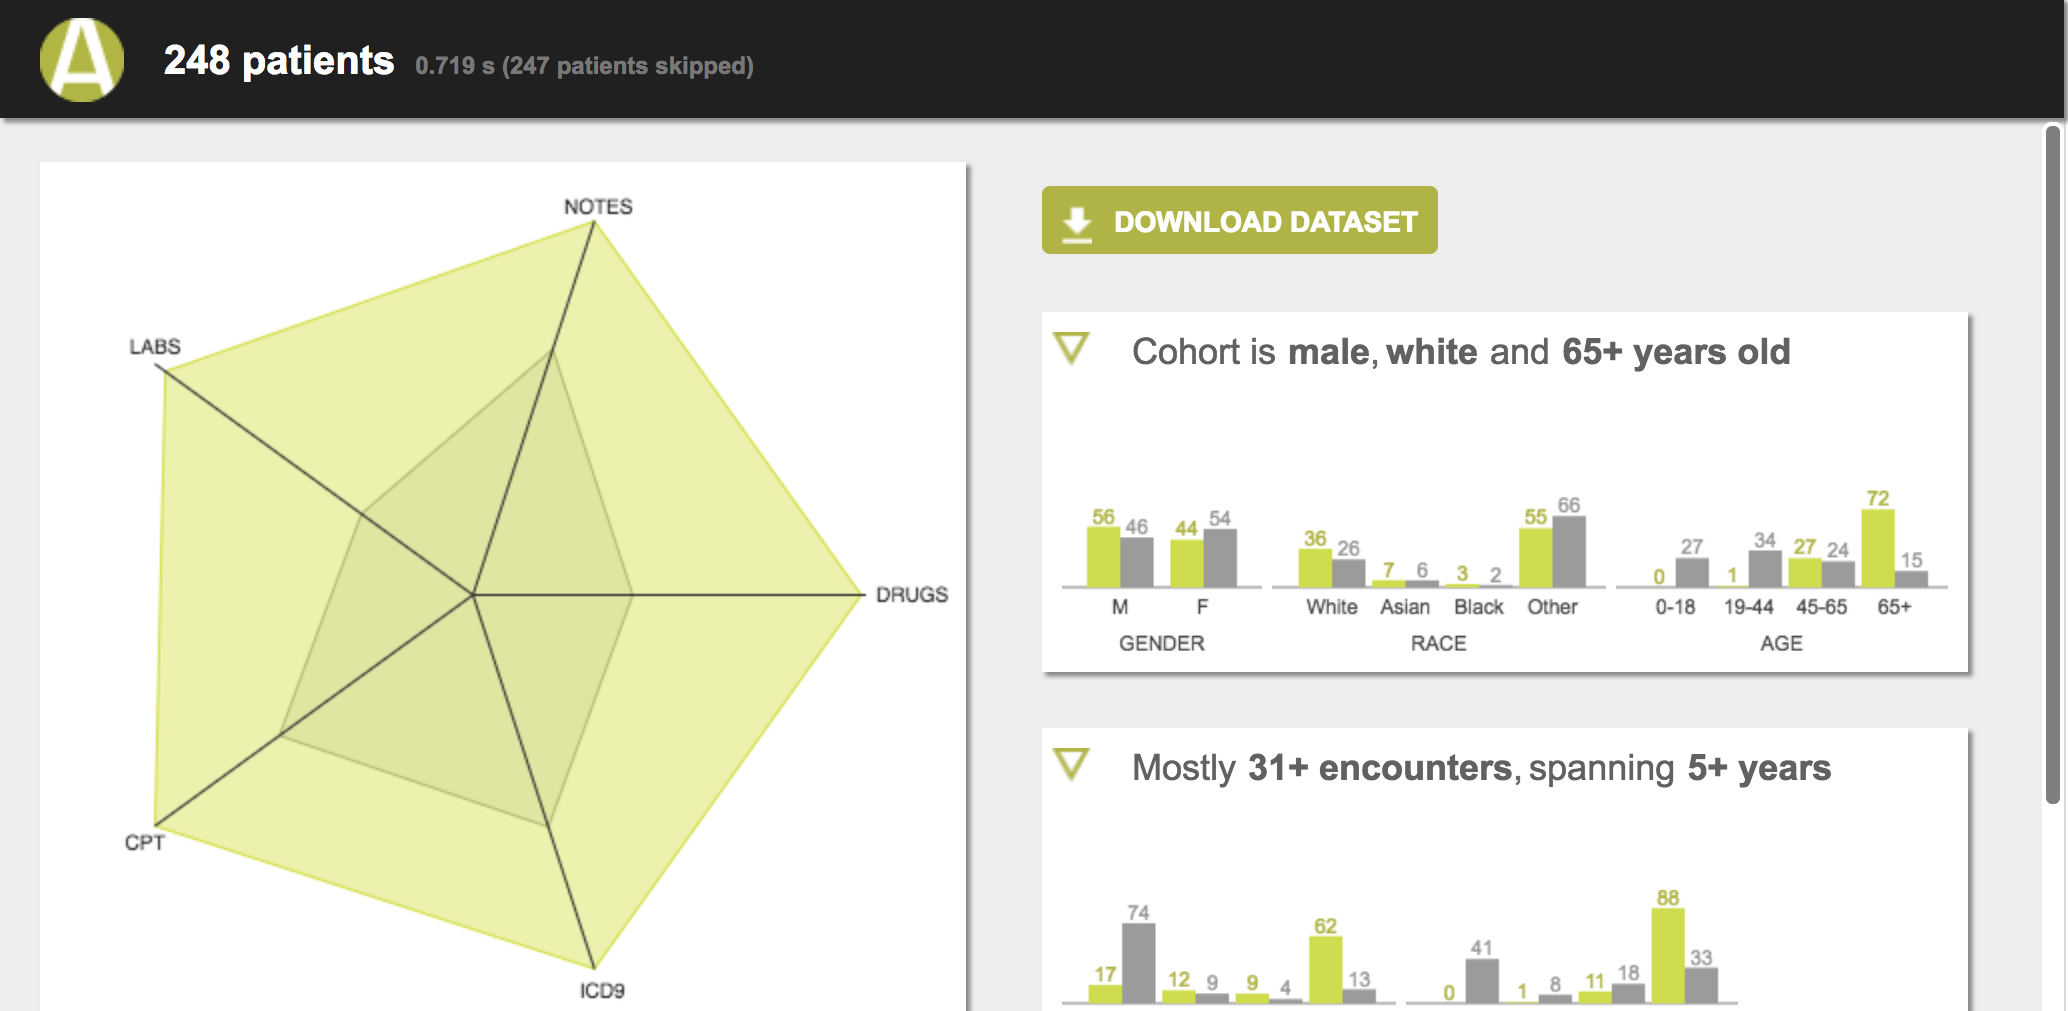 A
248 patients 0.719 s (247 patients skipped)
NOTES
LABS
DRUGS
CPT
ICD9
DOWNLOAD DATASET
Cohort is male, white and 65+ years old
56 46 44 54
M F
GENDER
36 26 7 6 3 2 55 66
White Asian Black Other
RACE
0 27 1 34 27 24 72 15
0-18 19-44 45-65 65+
AGE
Mostly 31+ encounters, spanning 5+ years
17 74 12 9 9 4 62 13
0 41 1 8 11 18 88 33